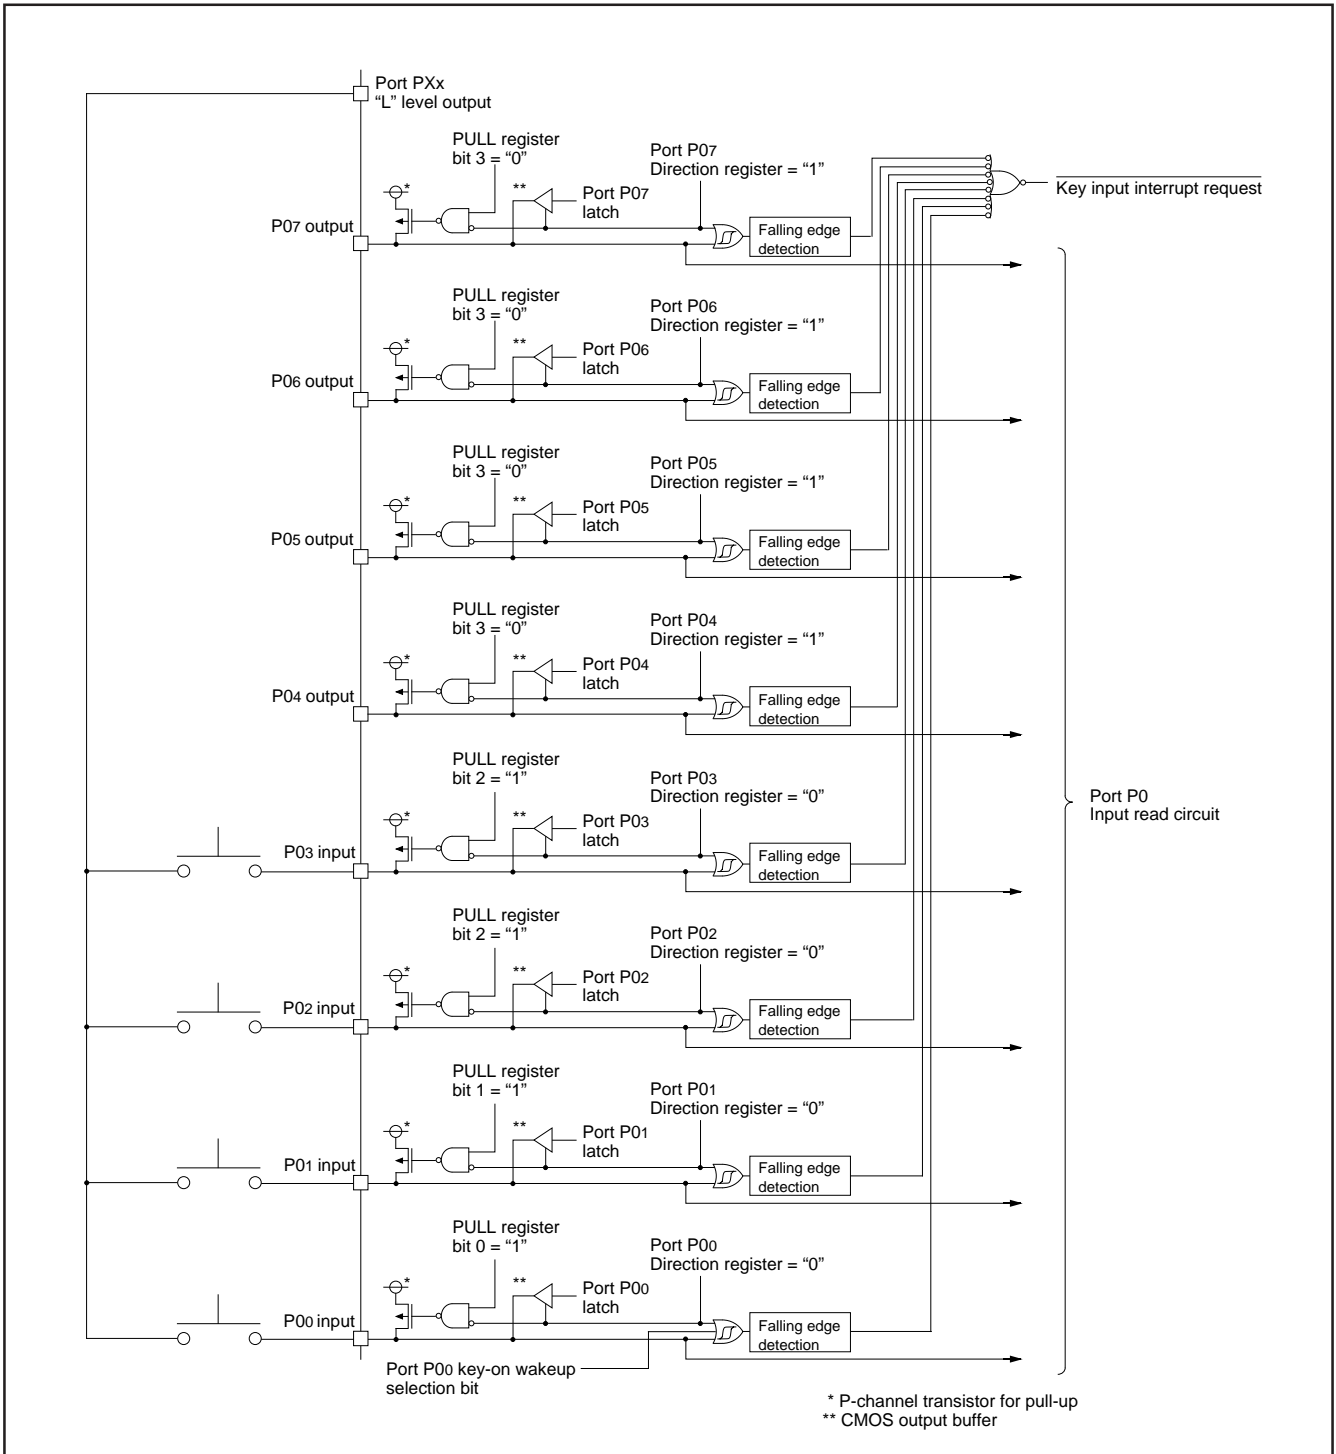 Port PXx
“L” level output
PULL register
bit 3 = “0”
Port P07
Direction register = “1”
*
**
Port P07
latch
P07 output
Falling edge
detection
Key input interrupt request
PULL register
bit 3 = “0”
Port P06
Direction register = “1”
*
**
Port P06
latch
P06 output
Falling edge
detection
PULL register
bit 3 = “0”
Port P05
Direction register = “1”
*
**
Port P05
latch
P05 output
Falling edge
detection
PULL register
bit 3 = “0”
Port P04
Direction register = “1”
*
**
Port P04
latch
P04 output
Falling edge
detection
PULL register
bit 2 = “1”
Port P03
Direction register = “0”
*
**
Port P03
latch
P03 input
Falling edge
detection
Port P0
Input read circuit
PULL register
bit 2 = “1”
Port P02
Direction register = “0”
*
**
Port P02
latch
P02 input
Falling edge
detection
PULL register
bit 1 = “1”
Port P01
Direction register = “0”
*
**
Port P01
latch
P01 input
Falling edge
detection
PULL register
bit 0 = “1”
Port P00
Direction register = “0”
*
**
Port P00
latch
P00 input
Falling edge
detection
Port P00 key-on wakeup
selection bit
* P-channel transistor for pull-up
** CMOS output buffer